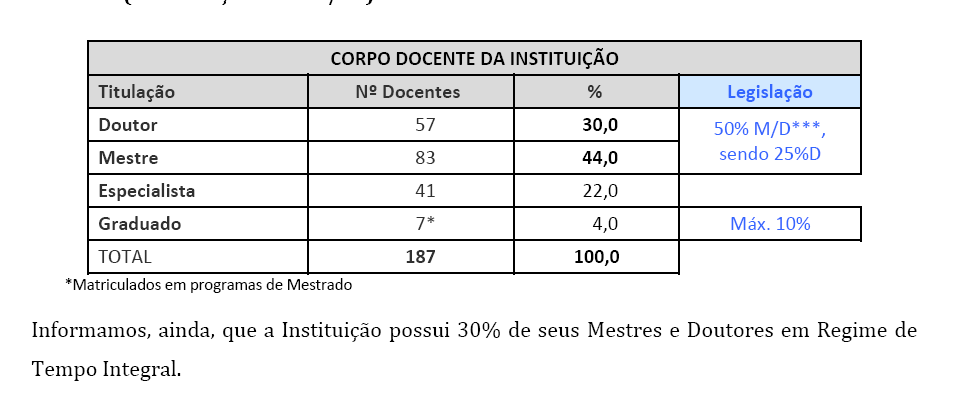 CORPO DOCENTE DA INSTITUIÇÃO
Titulação Nº Docentes % Legislação
Doutor 57 30,0 50% M/D***,
Mestre 83 44,0 sendo 25%D
Especialista 41 22,0
Graduado 7* 4,0 Máx. 10%
TOTAL 187 100,0
*Matriculados em programas de Mestrado
Informamos, ainda, que a Instituição possui 30% de seus Mestres e Doutores em Regime de
Tempo Integral.